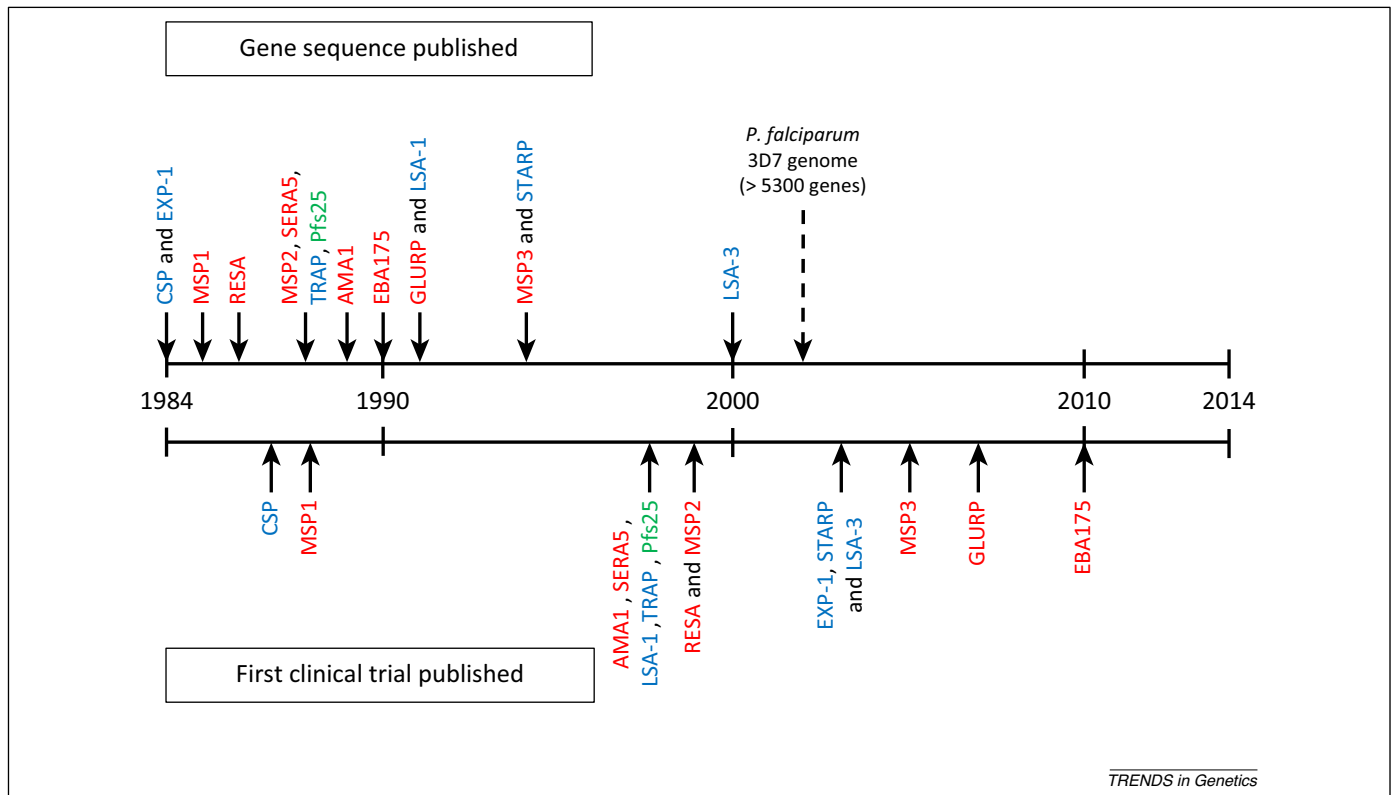 Gene sequence published
CSP and EXP-1
MSP1
RESA
MSP2, SERA5,
TRAP, Pfs25
AMA1
EBA175
GLURP and LSA-1
MSP3 and STARP
LSA-3
P. falciparum
3D7 genome
(> 5300 genes)
1984 1990 2000 2010 2014
CSP
MSP1
AMA1 , SERA5,
LSA-1 ,TRAP , Pfs25
RESA and MSP2
EXP-1, STARP
and LSA-3
MSP3
GLURP
EBA175
First clinical trial published
TRENDS in Genetics